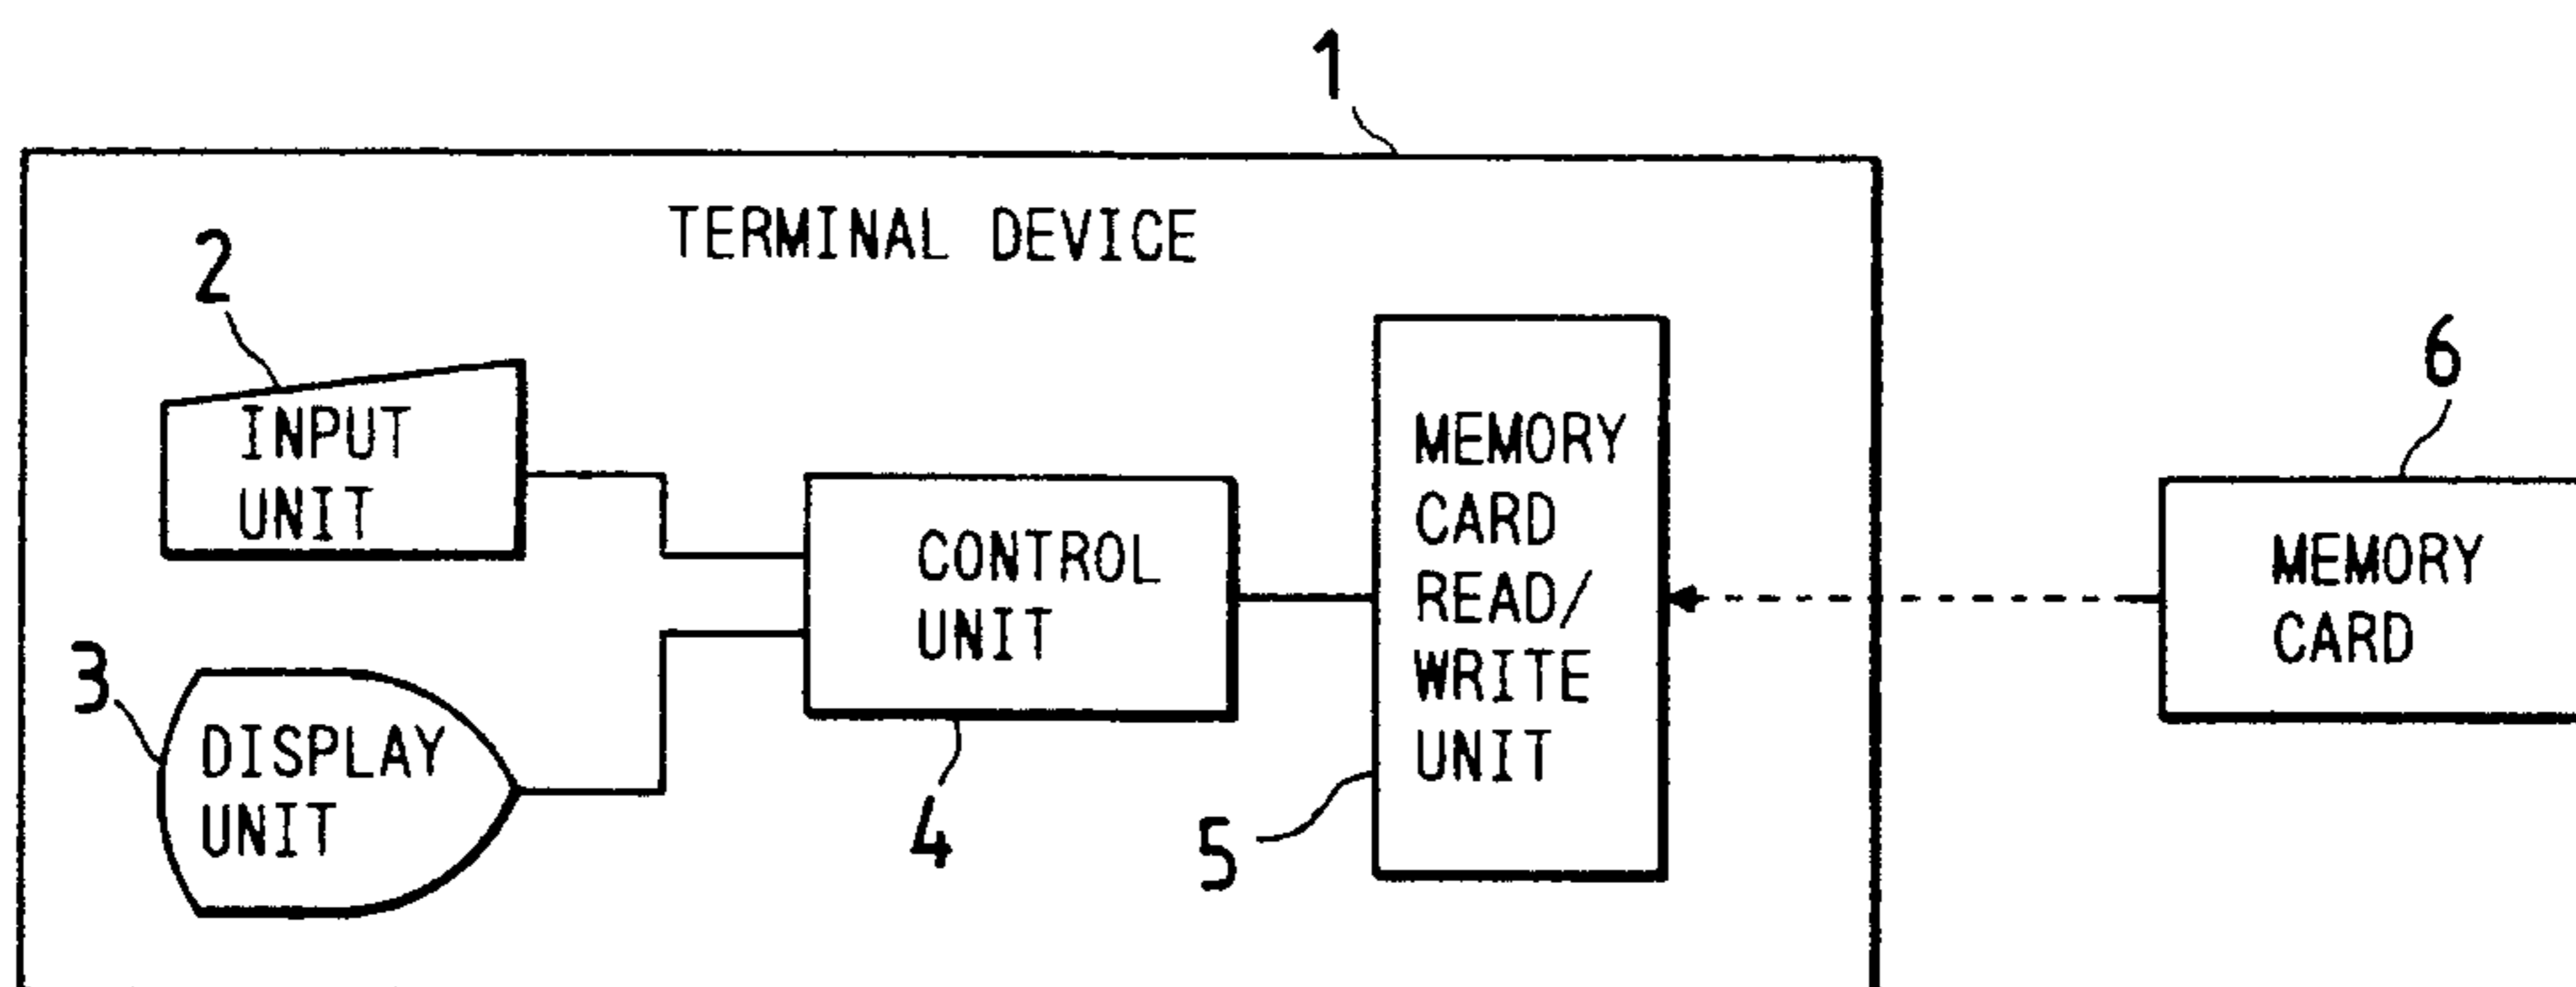 1
TERMINAL DEVICE
2
INPUT
UNIT
3
DISPLAY
UNIT
CONTROL
UNIT
4
MEMORY
CARD
READ/
WRITE
UNIT
5
6
MEMORY
CARD